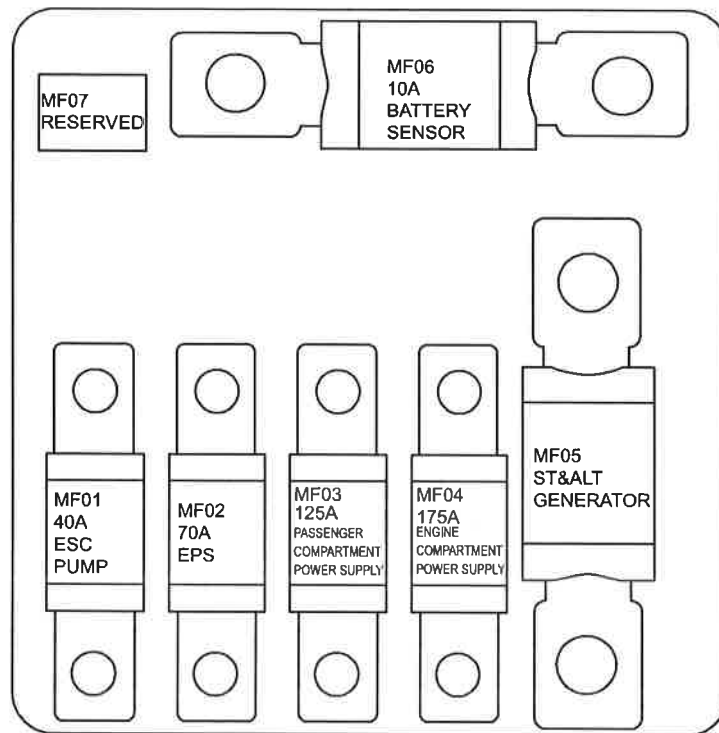 MF07
RESERVED
MF06
10A
BATTERY
SENSOR
MF01
40A
ESC
PUMP
MF02
70A
EPS
MF03
125A
PASSENGER
COMPARTMENT
POWER SUPPLY
MF04
175A
ENGINE
COMPARTMENT
POWER SUPPLY
MF05
ST&ALT
GENERATOR